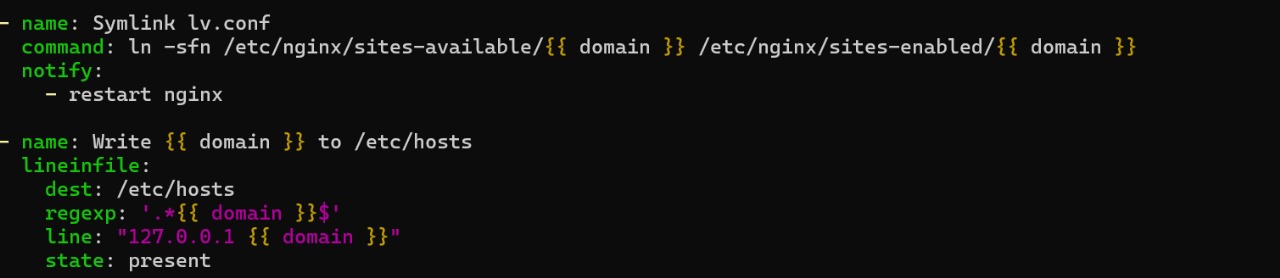 - name: Symlink lv.conf
  command: ln -sfn /etc/nginx/sites-available/{{ domain }} /etc/nginx/sites-enabled/{{ domain }}
  notify:
    - restart nginx

- name: Write {{ domain }} to /etc/hosts
  lineinfile:
    dest: /etc/hosts
    regexp: '.*{{ domain }}$'
    line: "127.0.0.1 {{ domain }}"
    state: present